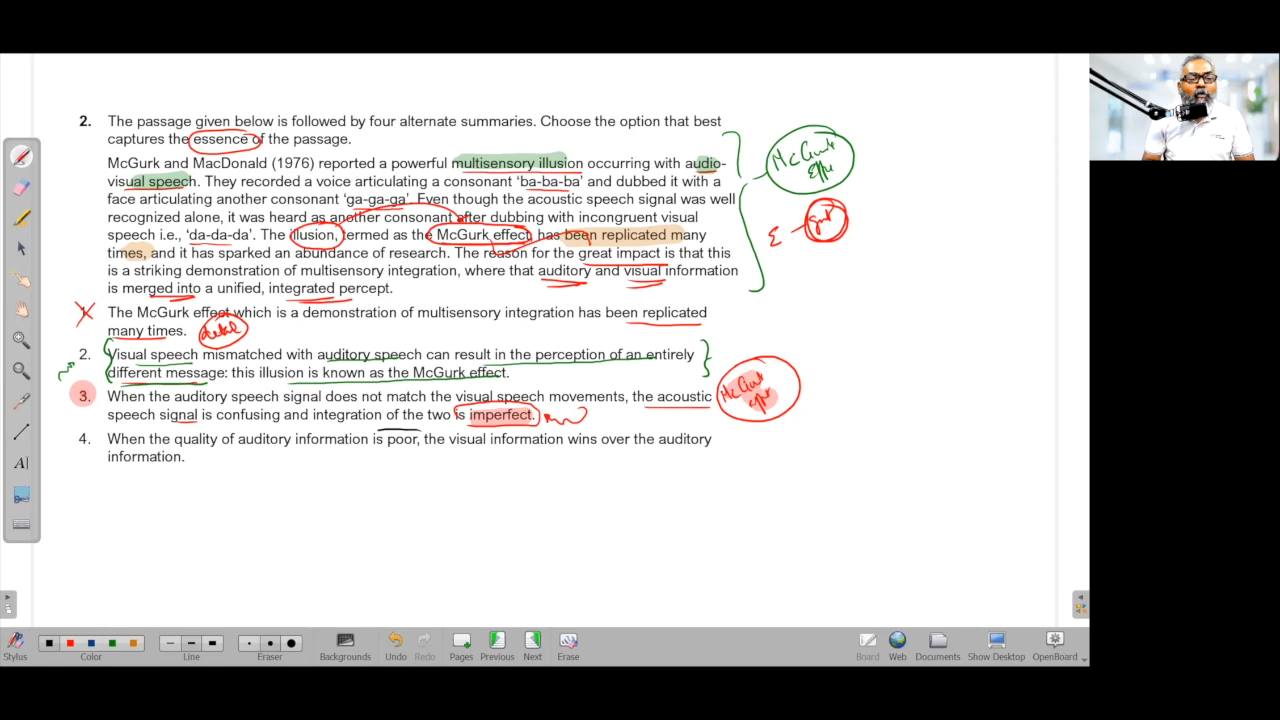 2. The passage given below is followed by four alternate summaries. Choose the option that best
captures the essence of the passage.
McGurk and MacDonald (1976) reported a powerful multisensory illusion occurring with audio-
visual speech. They recorded a voice articulating a consonant ‘ba-ba-ba’ and dubbed it with a
face articulating another consonant ‘ga-ga-ga’. Even though the acoustic speech signal was well
recognized alone, it was heard as another consonant after dubbing with incongruent visual
speech i.e., ‘da-da-da’. The illusion, termed as the McGurk effect, has been replicated many
times, and it has sparked an abundance of research. The reason for the great impact is that this
is a striking demonstration of multisensory integration, where that auditory and visual information
is merged into a unified, integrated percept.
McGurk
1. The McGurk effect which is a demonstration of multisensory integration has been replicated
many times.
detail
2. Visual speech mismatched with auditory speech can result in the perception of an entirely
different message: this illusion is known as the McGurk effect.
3. When the auditory speech signal does not match the visual speech movements, the acoustic
speech signal is confusing and integration of the two is imperfect.
McGurk
4. When the quality of auditory information is poor, the visual information wins over the auditory
information.
Stylus
Color
Line
Eraser
Backgrounds
Undo
Redo
Pages
Previous
Next
Erase
Board
Web
Documents
Show Desktop
OpenBoard